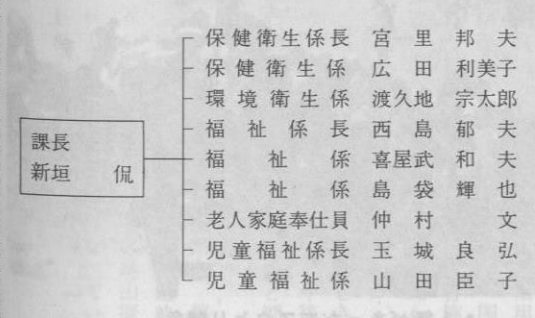 課長
新垣 侃
保健衛生係長 宮里邦夫
保健衛生係 広田利美子
環境衛生係 渡久地宗太郎
福祉係長 西島郁夫
福祉係 喜屋武和夫
福祉係 島袋輝也
老人家庭奉仕員 仲村文
児童福祉係長 玉城良弘
児童福祉係 山田臣子